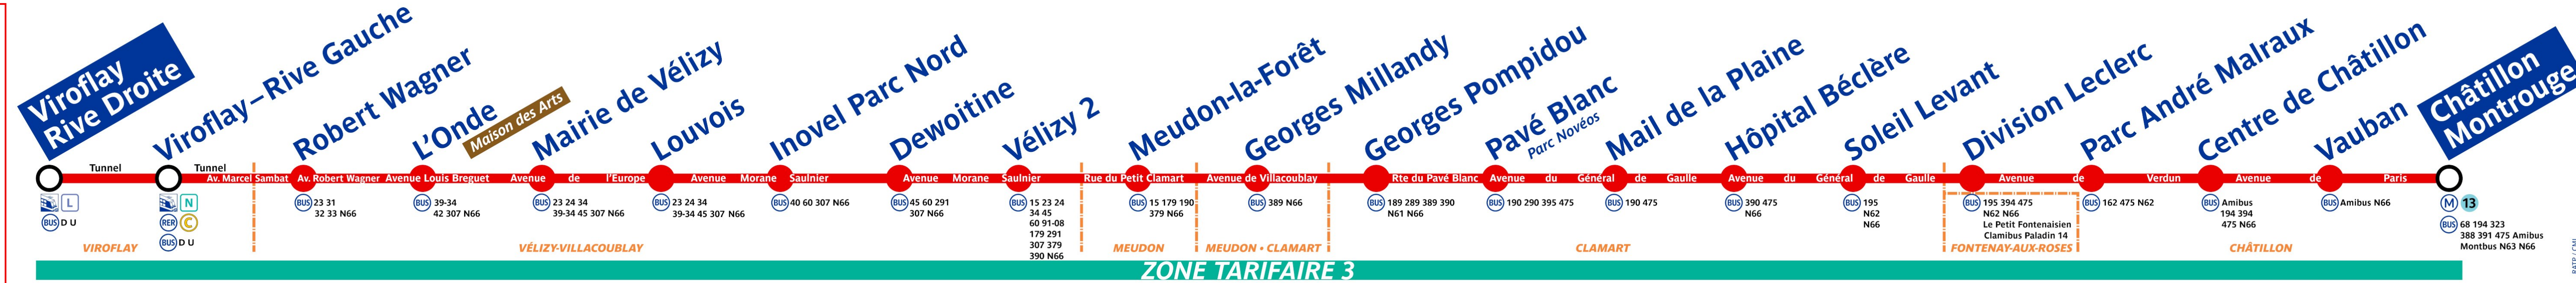 Viroflay
Rive Droite
Viroflay–Rive Gauche
Robert Wagner
L'Onde
Maison des Arts
Mairie de Vélizy
Louvois
Inovel Parc Nord
Dewoitine
Vélizy 2
Meudon-la-Forêt
Georges Millandy
Georges Pompidou
Pavé Blanc
Parc Novéos
Mail de la Plaine
Hôpital Béclère
Soleil Levant
Division Leclerc
Parc André Malraux
Centre de Châtillon
Vauban
Châtillon
Montrouge
Tunnel
Tunnel
Av. Marcel Sambat
Av. Robert Wagner
Avenue Louis Breguet
Avenue de l'Europe
Avenue Morane Saulnier
Avenue Morane Saulnier
Rue du Petit Clamart
Avenue de Villacoublay
Rte du Pavé Blanc
Avenue du Général de Gaulle
Avenue du Général de Gaulle
Avenue de Verdun
Avenue de Paris
L
BUS D U
N
RER C
BUS D U
BUS 23 31
32 33 N66
BUS 39-34
42 307 N66
BUS 23 24 34
39-34 45 307 N66
BUS 23 24 34
39-34 45 307 N66
BUS 40 60 307 N66
BUS 45 60 291
307 N66
BUS 15 23 24
34 45
60 91-08
179 291
307 379
390 N66
BUS 15 179 190
379 N66
BUS 389 N66
BUS 189 289 389 390
N61 N66
BUS 190 290 395 475
BUS 190 475
BUS 390 475
N66
BUS 195
N62
N66
BUS 195 394 475
N62 N66
Le Petit Fontenaisien
Clamibus Paladin 14
BUS 162 475 N62
BUS Amibus
194 394
475 N66
BUS Amibus N66
M 13
BUS 68 194 323
388 391 475 Amibus
Montbus N63 N66
VIROFLAY
VÉLIZY-VILLACOUBLAY
MEUDON
MEUDON • CLAMART
CLAMART
FONTENAY-AUX-ROSES
CHÂTILLON
ZONE TARIFAIRE 3